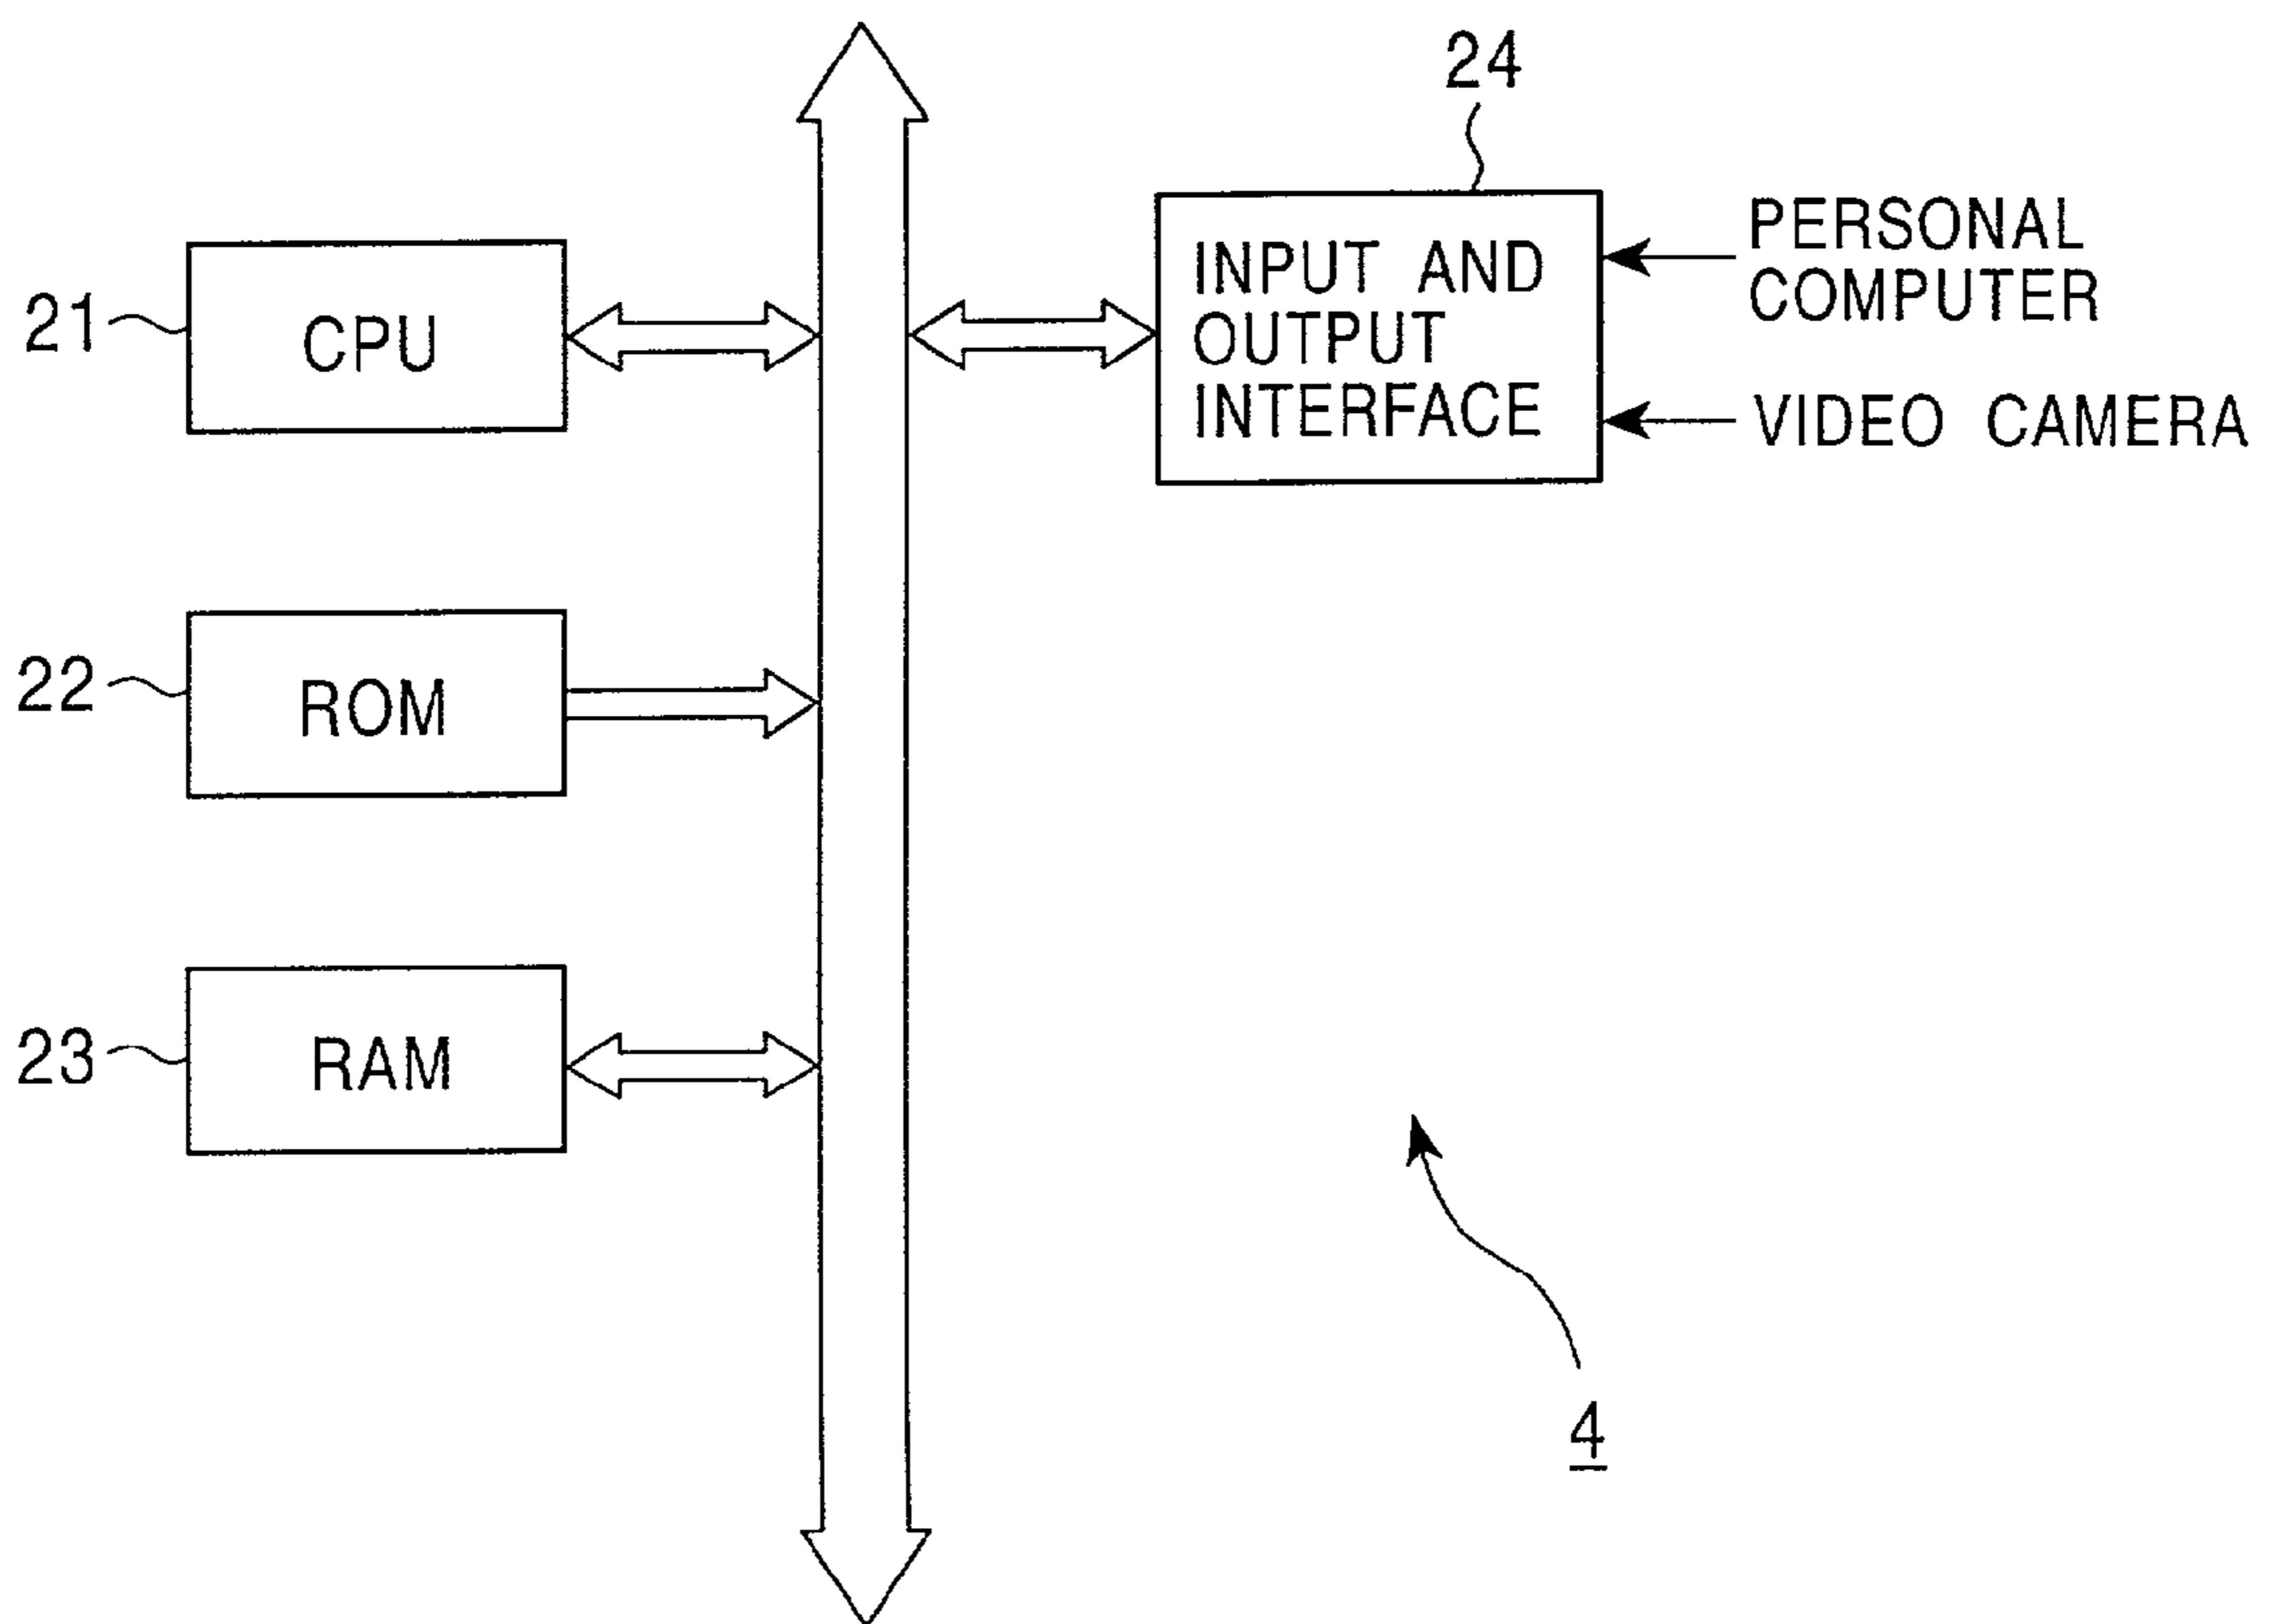 24
INPUT AND
OUTPUT
INTERFACE
PERSONAL
COMPUTER
VIDEO CAMERA
21
CPU
22
ROM
23
RAM
4